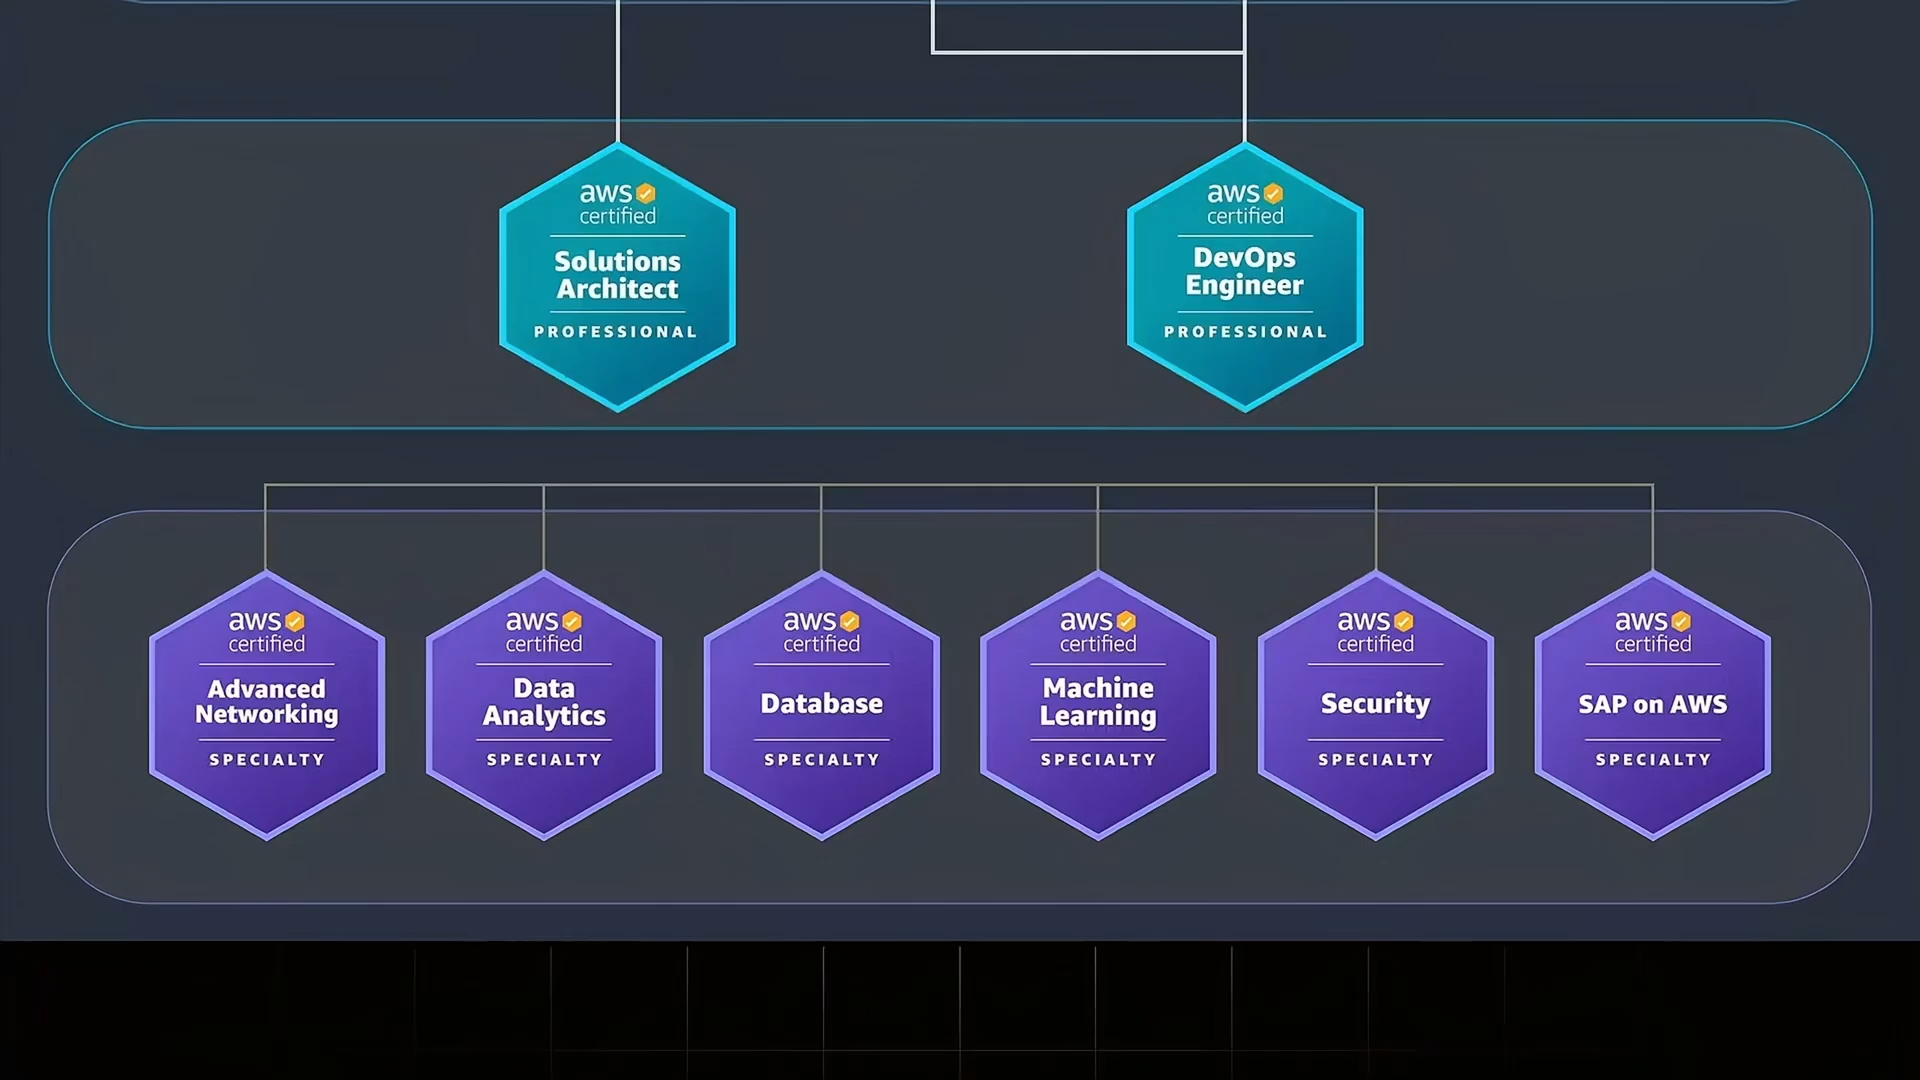 aws
certified
Solutions
Architect
PROFESSIONAL
aws
certified
DevOps
Engineer
PROFESSIONAL
aws
certified
Advanced
Networking
SPECIALTY
aws
certified
Data
Analytics
SPECIALTY
aws
certified
Database
SPECIALTY
aws
certified
Machine
Learning
SPECIALTY
aws
certified
Security
SPECIALTY
aws
certified
SAP on AWS
SPECIALTY